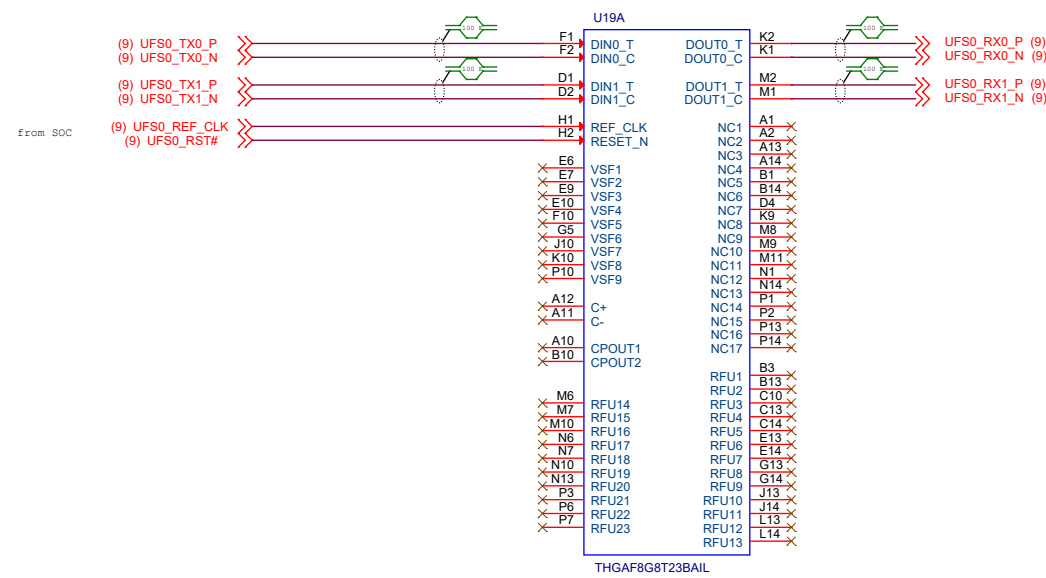 U19A
100 E
100 E
(9) UFS0_TX0_P F1 DIN0_T DOUT0_T K2 UFS0_RX0_P (9)
(9) UFS0_TX0_N F2 DIN0_C DOUT0_C K1 UFS0_RX0_N (9)
100 E
100 E
(9) UFS0_TX1_P D1 DIN1_T DOUT1_T M2 UFS0_RX1_P (9)
(9) UFS0_TX1_N D2 DIN1_C DOUT1_C M1 UFS0_RX1_N (9)
from SOC
(9) UFS0_REF_CLK H1 REF_CLK NC1 A1
(9) UFS0_RST# H2 RESET_N NC2 A2
NC3 A13
E6 VSF1 NC4 A14
E7 VSF2 NC5 B1
E9 VSF3 NC6 B14
E10 VSF4 NC7 D4
F10 VSF5 NC8 K9
G5 VSF6 NC9 M8
J10 VSF7 NC10 M9
K10 VSF8 NC11 M11
P10 VSF9 NC12 N1
NC13 N14
A12 C+ NC14 P1
A11 C- NC15 P2
NC16 P13
A10 CPOUT1 NC17 P14
B10 CPOUT2
RFU1 B3
RFU2 B13
M6 RFU14 RFU3 C10
M7 RFU15 RFU4 C13
M10 RFU16 RFU5 C14
N6 RFU17 RFU6 E13
N7 RFU18 RFU7 E14
N10 RFU19 RFU8 G13
N13 RFU20 RFU9 G14
P3 RFU21 RFU10 J13
P6 RFU22 RFU11 J14
P7 RFU23 RFU12 L13
RFU13 L14
THGAF8G8T23BAIL